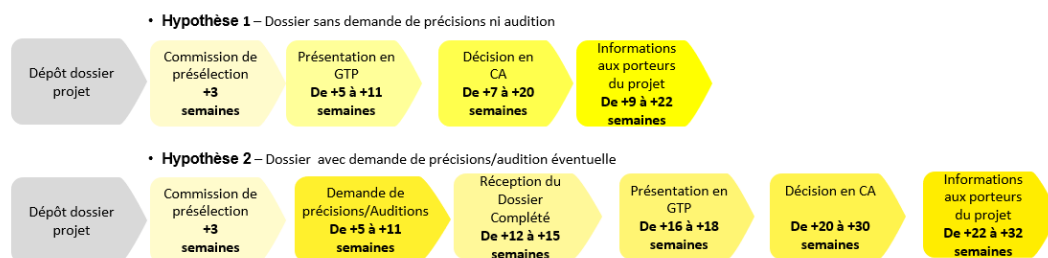 • Hypothèse 1 – Dossier sans demande de précisions ni audition
Dépôt dossier
projet
Commission de
présélection
+3
semaines
Présentation en
GTP
De +5 à +11
semaines
Décision en
CA
De +7 à +20
semaines
Informations
aux porteurs
du projet
De +9 à +22
semaines
• Hypothèse 2 – Dossier avec demande de précisions/audition éventuelle
Dépôt dossier
projet
Commission de
présélection
+3
semaines
Demande de
précisions/Auditions
De +5 à +11
semaines
Réception du
Dossier
Complété
De +12 à +15
semaines
Présentation en
GTP
De +16 à +18
semaines
Décision en CA
De +20 à +30
semaines
Informations
aux porteurs
du projet
De +22 à +32
semaines